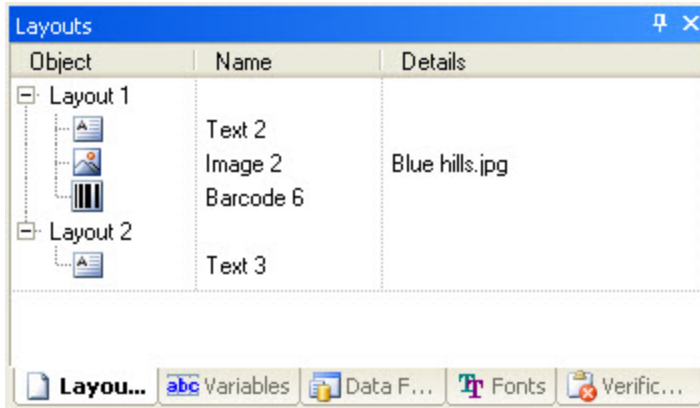 Layouts
Object Name Details
Layout 1
Text 2
Image 2 Blue hills.jpg
Barcode 6
Layout 2
Text 3
Layou... abc Variables Data F... TT Fonts Verific...